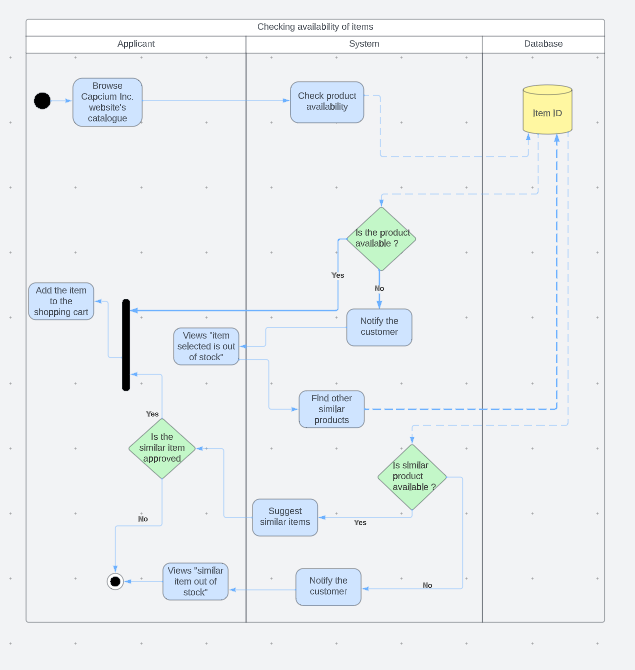 Checking availability of items
Applicant
System
Database
Browse
Capcium Inc.
website's
catalogue
Check product
availability
Item ID
Is the product
available ?
Yes
No
Add the item
to the
shopping cart
Notify the
customer
Views "item
selected is out
of stock"
Find other
similar
products
Yes
Is the
similar item
approved
Is similar
product
available ?
Suggest
similar items
Yes
No
Views "similar
item out of
stock"
Notify the
customer
No